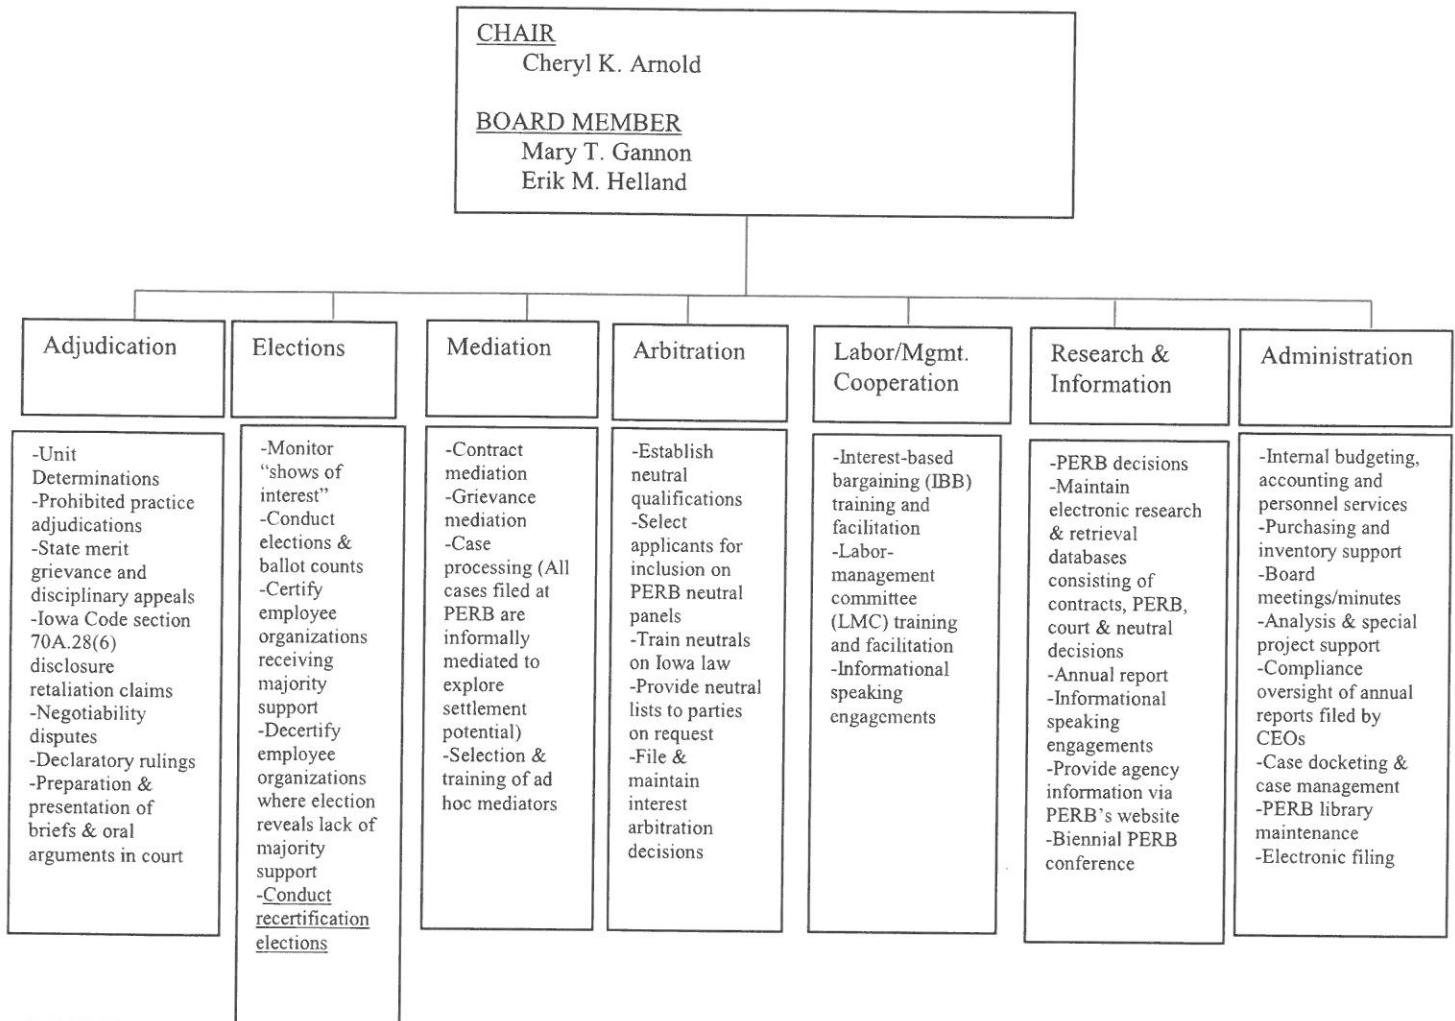 CHAIR
Cheryl K. Arnold
BOARD MEMBER
Mary T. Gannon
Erik M. Helland
Adjudication
-Unit
Determinations
-Prohibited practice
adjudications
-State merit
grievance and
disciplinary appeals
-Iowa Code section
70A.28(6)
disclosure
retaliation claims
-Negotiability
disputes
-Declaratory rulings
-Preparation &
presentation of
briefs & oral
arguments in court
Elections
-Monitor
“shows of
interest”
-Conduct
elections &
ballot counts
-Certify
employee
organizations
receiving
majority
support
-Decertify
employee
organizations
where election
reveals lack of
majority
support
-Conduct
recertification
elections
Mediation
-Contract
mediation
-Grievance
mediation
-Case
processing (All
cases filed at
PERB are
informally
mediated to
explore
settlement
potential)
-Selection &
training of ad
hoc mediators
Arbitration
-Establish
neutral
qualifications
-Select
applicants for
inclusion on
PERB neutral
panels
-Train neutrals
on Iowa law
-Provide neutral
lists to parties
on request
-File &
maintain
interest
arbitration
decisions
Labor/Mgmt.
Cooperation
-Interest-based
bargaining (IBB)
training and
facilitation
-Labor-
management
committee
(LMC) training
and facilitation
-Informational
speaking
engagements
Research &
Information
-PERB decisions
-Maintain
electronic research
& retrieval
databases
consisting of
contracts, PERB,
court & neutral
decisions
-Annual report
-Informational
speaking
engagements
-Provide agency
information via
PERB’s website
-Biennial PERB
conference
Administration
-Internal budgeting,
accounting and
personnel services
-Purchasing and
inventory support
-Board
meetings/minutes
-Analysis & special
project support
-Compliance
oversight of annual
reports filed by
CEOs
-Case docketing &
case management
-PERB library
maintenance
-Electronic filing